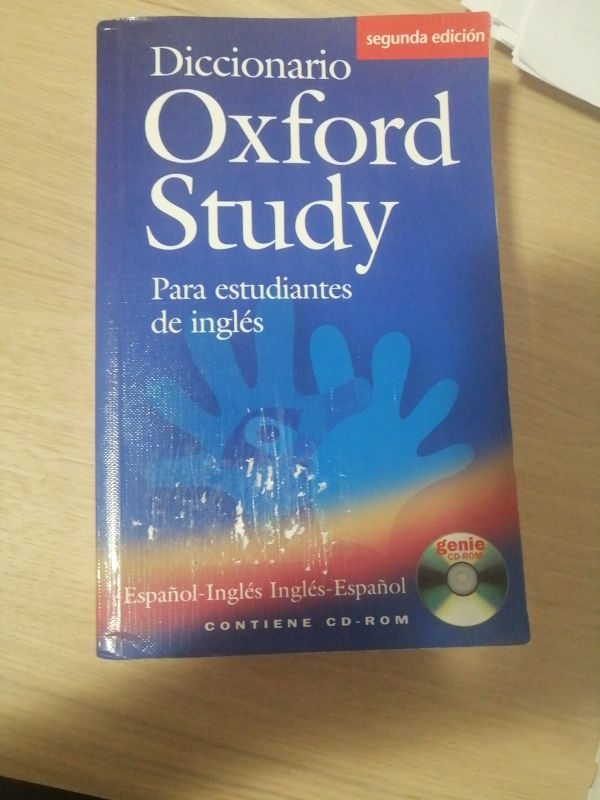 segunda edición
Diccionario
Oxford
Study
Para estudiantes
de inglés
genie
CD-ROM
Español-Inglés Inglés-Español
CONTIENE CD-ROM